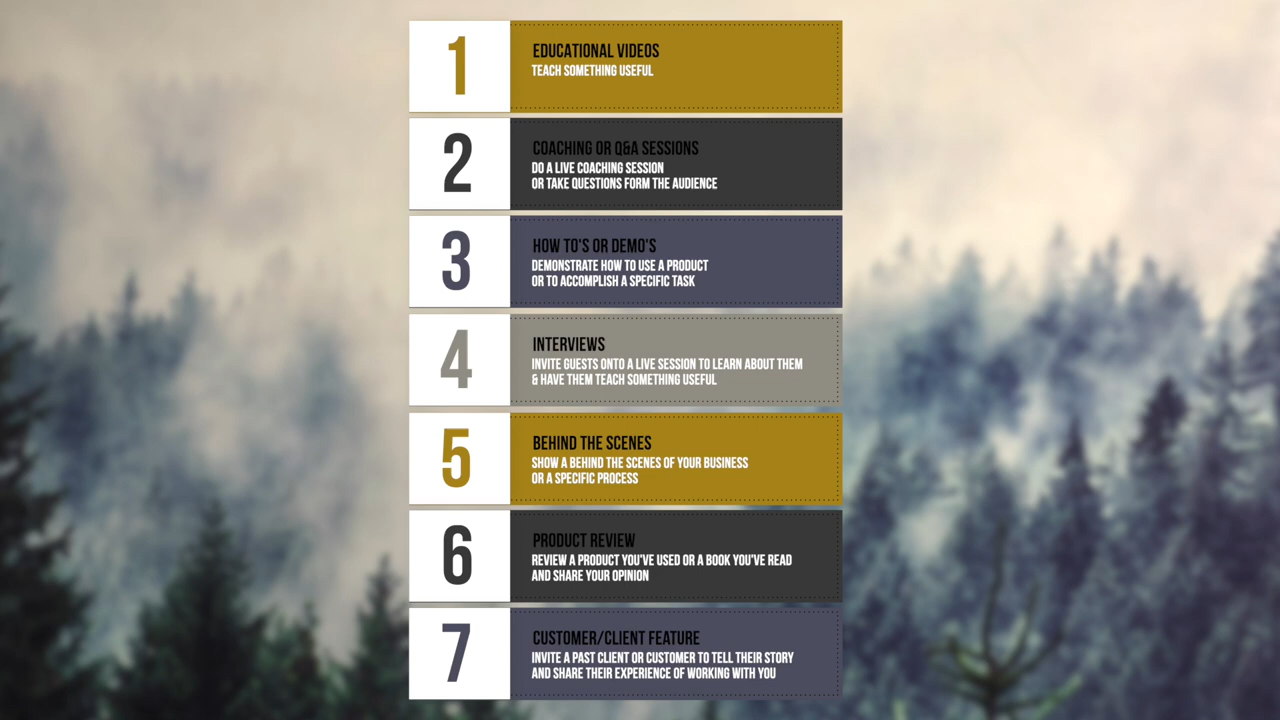 1
EDUCATIONAL VIDEOS
TEACH SOMETHING USEFUL
2
COACHING OR Q&A SESSIONS
DO A LIVE COACHING SESSION
OR TAKE QUESTIONS FORM THE AUDIENCE
3
HOW TO'S OR DEMO'S
DEMONSTRATE HOW TO USE A PRODUCT
OR TO ACCOMPLISH A SPECIFIC TASK
4
INTERVIEWS
INVITE GUESTS ONTO A LIVE SESSION TO LEARN ABOUT THEM
& HAVE THEM TEACH SOMETHING USEFUL
5
BEHIND THE SCENES
SHOW A BEHIND THE SCENES OF YOUR BUSINESS
OR A SPECIFIC PROCESS
6
PRODUCT REVIEW
REVIEW A PRODUCT YOU'VE USED OR A BOOK YOU'VE READ
AND SHARE YOUR OPINION
7
CUSTOMER/CLIENT FEATURE
INVITE A PAST CLIENT OR CUSTOMER TO TELL THEIR STORY
AND SHARE THEIR EXPERIENCE OF WORKING WITH YOU